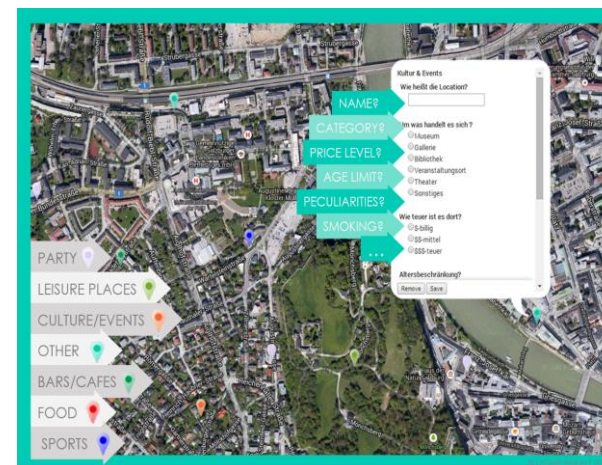 Strubergasse
Kultur & Events
Wie heißt die Location?
NAME?
CATEGORY?
PRICE LEVEL?
AGE LIMIT?
PECULIARITIES?
SMOKING?
...
Um was handelt es sich ?
Museum
Gallerie
Bibliothek
Veranstaltungsort
Theater
Sonstiges
Wie teuer ist es dort?
$-billig
$$-mittel
$$$-teuer
Altersbeschränkung?
Remove
Save
PARTY
LEISURE PLACES
CULTURE/EVENTS
OTHER
BARS/CAFES
FOOD
SPORTS